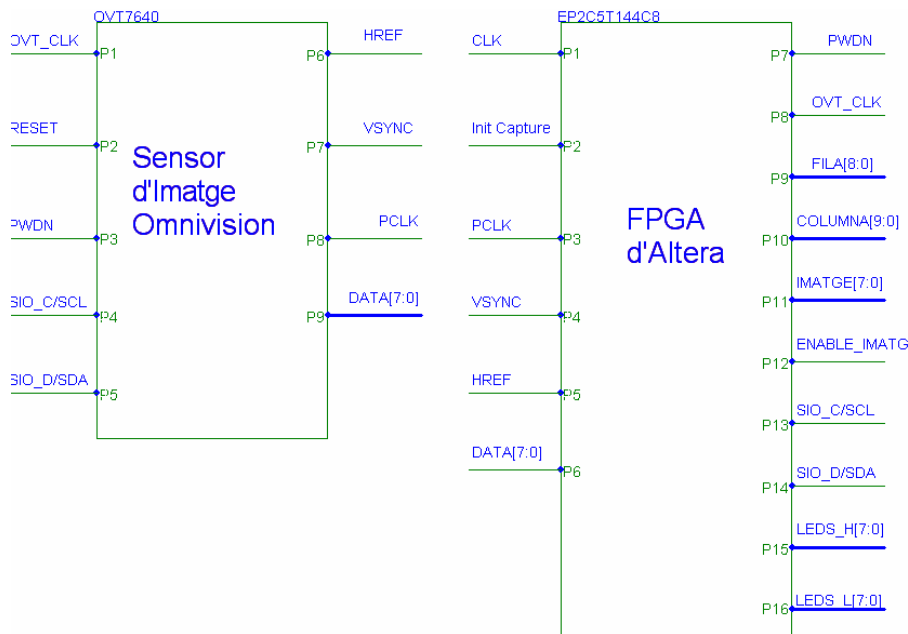 OVT7640
OVT_CLK
P1
RESET
P2
PWDN
P3
SIO_C/SCL
P4
SIO_D/SDA
P5
Sensor
d'Imatge
Omnivision
HREF
P6
VSYNC
P7
PCLK
P8
DATA[7:0]
P9
EP2C5T144C8
CLK
P1
Init Capture
P2
PCLK
P3
VSYNC
P4
HREF
P5
DATA[7:0]
P6
FPGA
d'Altera
PWDN
P7
OVT_CLK
P8
FILA[8:0]
P9
COLUMNA[9:0]
P10
IMATGE[7:0]
P11
ENABLE_IMATG
P12
SIO_C/SCL
P13
SIO_D/SDA
P14
LEDS_H[7:0]
P15
LEDS_L[7:0]
P16